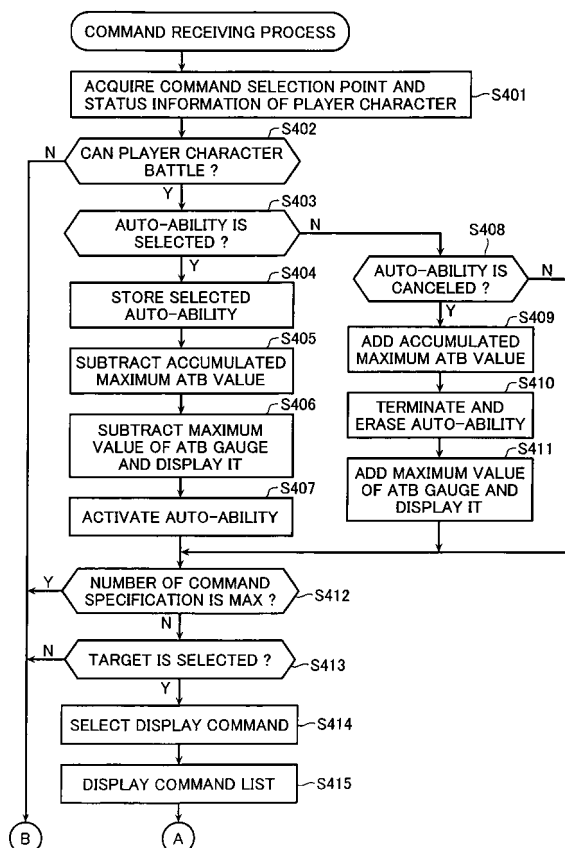 COMMAND RECEIVING PROCESS
ACQUIRE COMMAND SELECTION POINT AND
STATUS INFORMATION OF PLAYER CHARACTER
S401
S402
N
CAN PLAYER CHARACTER
BATTLE ?
Y
S403
AUTO-ABILITY IS
SELECTED ?
N
Y
S408
AUTO-ABILITY IS
CANCELED ?
N
Y
S404
STORE SELECTED
AUTO-ABILITY
S405
SUBTRACT ACCUMULATED
MAXIMUM ATB VALUE
S406
SUBTRACT MAXIMUM
VALUE OF ATB GAUGE
AND DISPLAY IT
S407
ACTIVATE AUTO-ABILITY
S409
ADD ACCUMULATED
MAXIMUM ATB VALUE
S410
TERMINATE AND
ERASE AUTO-ABILITY
S411
ADD MAXIMUM VALUE
OF ATB GAUGE AND
DISPLAY IT
Y
NUMBER OF COMMAND
SPECIFICATION IS MAX ?
S412
N
N
TARGET IS SELECTED ?
S413
Y
SELECT DISPLAY COMMAND
S414
DISPLAY COMMAND LIST
S415
B
A